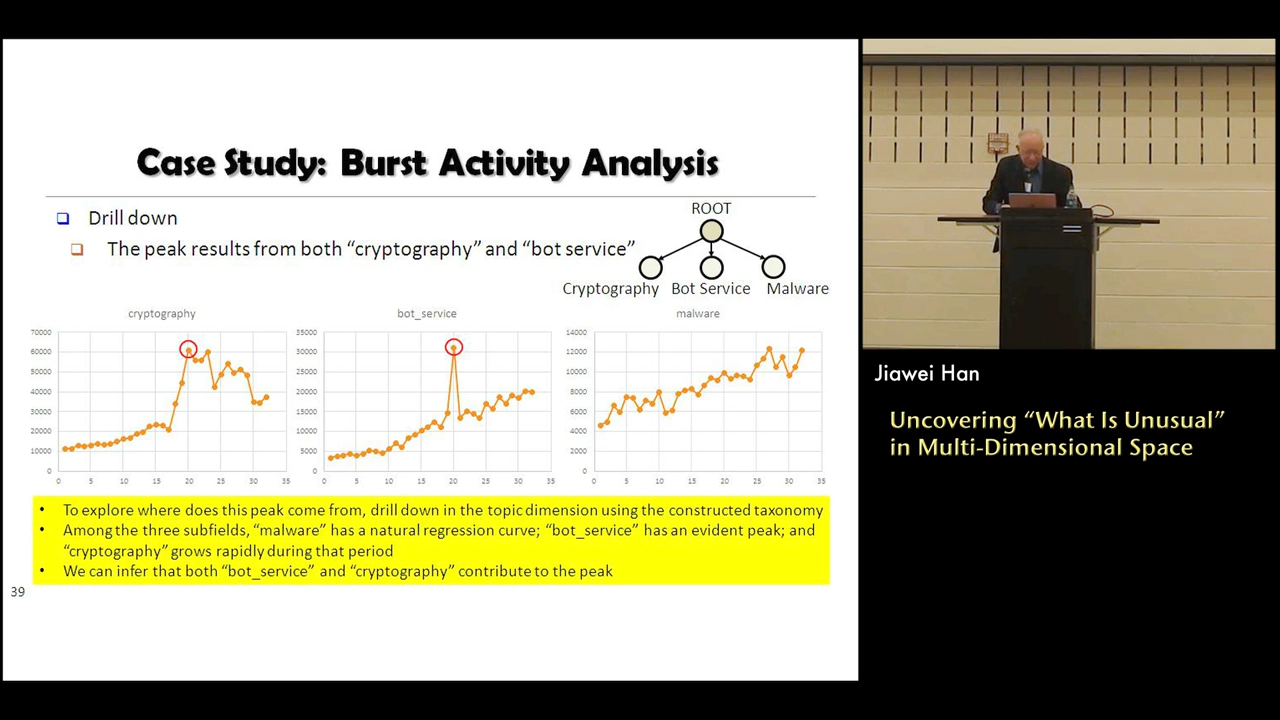 Case Study: Burst Activity Analysis
Drill down
The peak results from both “cryptography” and “bot service”
ROOT
Cryptography
Bot Service
Malware
cryptography
70000
60000
50000
40000
30000
20000
10000
0
0 5 10 15 20 25 30 35
bot_service
35000
30000
25000
20000
15000
10000
5000
0
0 5 10 15 20 25 30 35
malware
14000
12000
10000
8000
6000
4000
2000
0
0 5 10 15 20 25 30 35
• To explore where does this peak come from, drill down in the topic dimension using the constructed taxonomy
• Among the three subfields, “malware” has a natural regression curve; “bot_service” has an evident peak; and
“cryptography” grows rapidly during that period
• We can infer that both “bot_service” and “cryptography” contribute to the peak
39
Jiawei Han
Uncovering “What Is Unusual”
in Multi-Dimensional Space